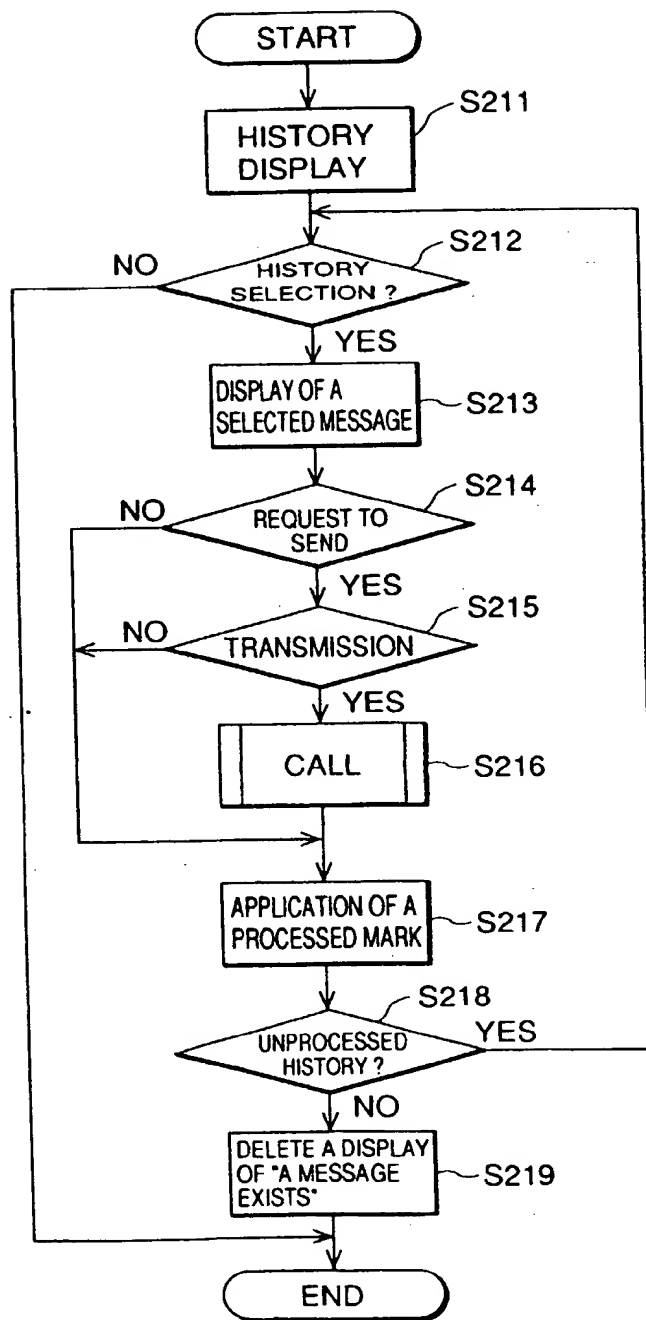 START
S211
HISTORY
DISPLAY
S212
NO
HISTORY
SELECTION ?
YES
DISPLAY OF A
SELECTED MESSAGE
S213
S214
NO
REQUEST TO
SEND
YES
S215
NO
TRANSMISSION
YES
CALL
S216
APPLICATION OF A
PROCESSED MARK
S217
S218
YES
UNPROCESSED
HISTORY ?
NO
DELETE A DISPLAY
OF "A MESSAGE
EXISTS"
S219
END